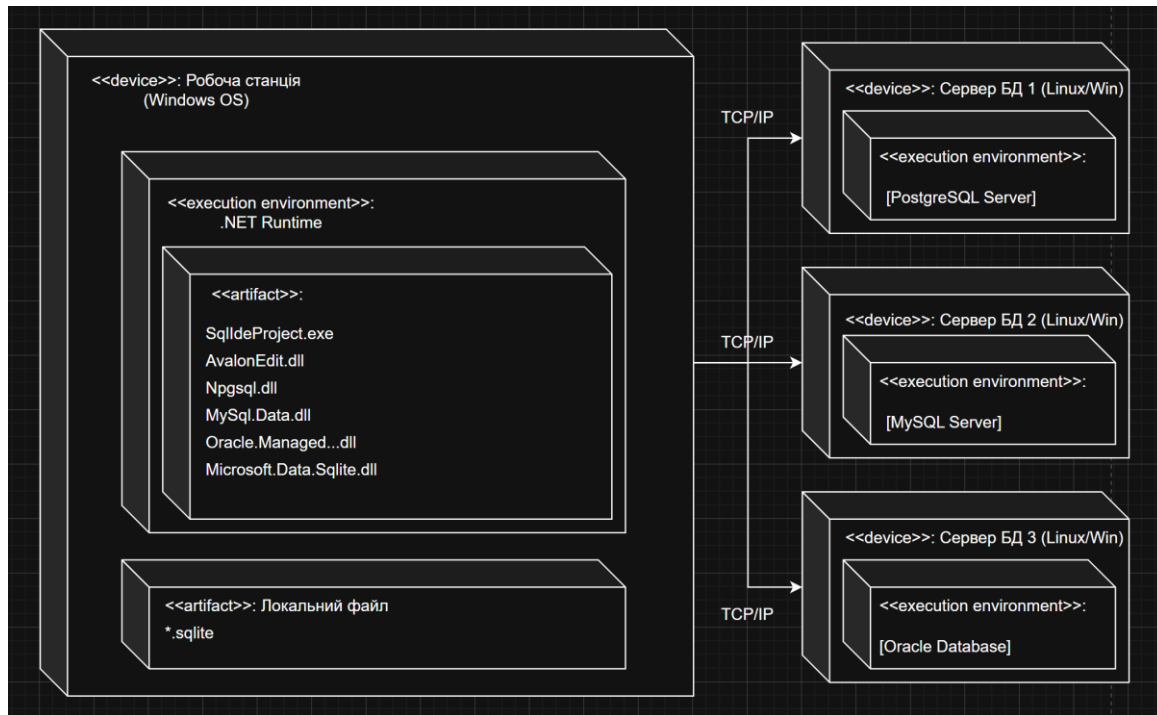 <<device>>: Робоча станція
(Windows OS)
<<execution environment>>:
.NET Runtime
<<artifact>>:
SqlIdeProject.exe
AvalonEdit.dll
Npgsql.dll
MySql.Data.dll
Oracle.Managed...dll
Microsoft.Data.Sqlite.dll
<<artifact>>: Локальний файл
*.sqlite
TCP/IP
<<device>>: Сервер БД 1 (Linux/Win)
<<execution environment>>:
[PostgreSQL Server]
TCP/IP
<<device>>: Сервер БД 2 (Linux/Win)
<<execution environment>>:
[MySQL Server]
TCP/IP
<<device>>: Сервер БД 3 (Linux/Win)
<<execution environment>>:
[Oracle Database]